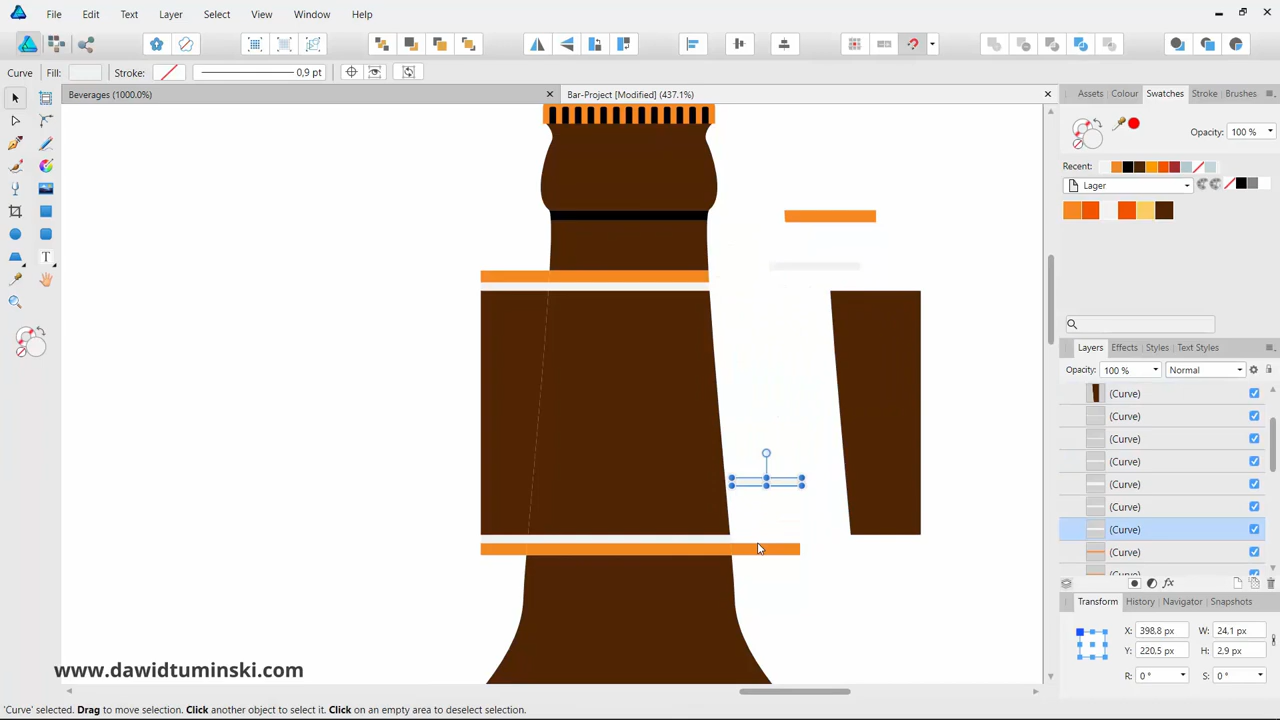 File Edit Text Layer Select View Window Help
Curve Fill: Stroke: 0,9 pt
Beverages (1000.0%) Bar-Project [Modified] (437.1%)
Assets Colour Swatches Stroke Brushes
Opacity: 100 %
Recent:
Lager
Layers Effects Styles Text Styles
Opacity: 100 % Normal
(Curve)
(Curve)
(Curve)
(Curve)
(Curve)
(Curve)
(Curve)
(Curve)
(Curve)
Transform History Navigator Snapshots
X: 398,8 px W: 24,1 px
Y: 220,5 px H: 2,9 px
R: 0 ° S: 0 °
www.dawidtuminski.com
'Curve' selected. Drag to move selection. Click another object to select it. Click on an empty area to deselect selection.